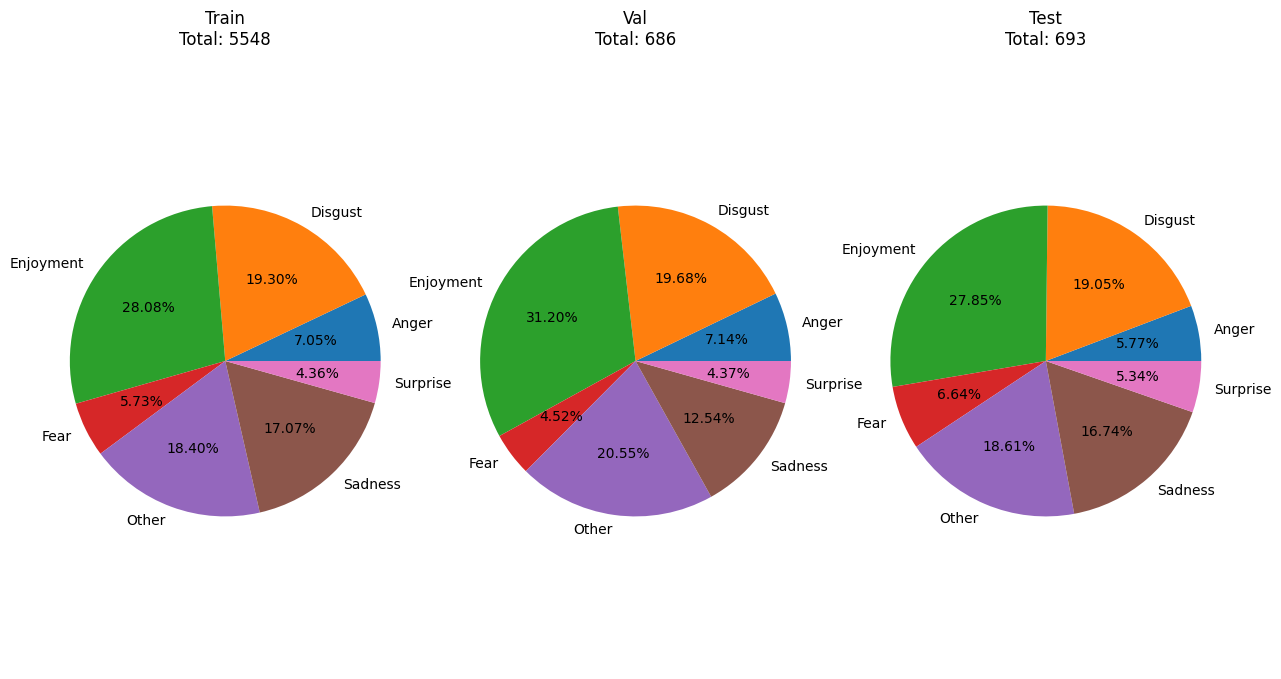 Train
Total: 5548
Disgust
Enjoyment
19.30%
28.08%
Anger
7.05%
4.36%
Surprise
5.73%
17.07%
Fear
18.40%
Sadness
Other
Val
Total: 686
Disgust
Enjoyment
19.68%
31.20%
Anger
7.14%
4.37%
Surprise
4.52%
12.54%
20.55%
Fear
Sadness
Other
Test
Total: 693
Disgust
Enjoyment
19.05%
27.85%
Anger
5.77%
5.34%
Surprise
6.64%
Fear
16.74%
18.61%
Sadness
Other